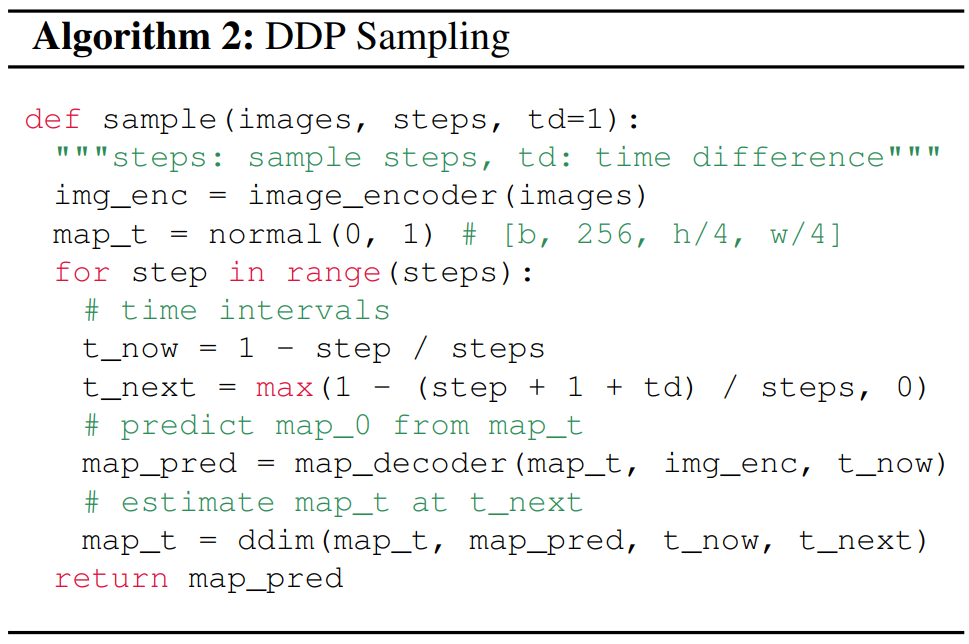 Algorithm 2: DDP Sampling
def sample(images, steps, td=1):
"""steps: sample steps, td: time difference"""
img_enc = image_encoder(images)
map_t = normal(0, 1) # [b, 256, h/4, w/4]
for step in range(steps):
# time intervals
t_now = 1 - step / steps
t_next = max(1 - (step + 1 + td) / steps, 0)
# predict map_0 from map_t
map_pred = map_decoder(map_t, img_enc, t_now)
# estimate map_t at t_next
map_t = ddim(map_t, map_pred, t_now, t_next)
return map_pred